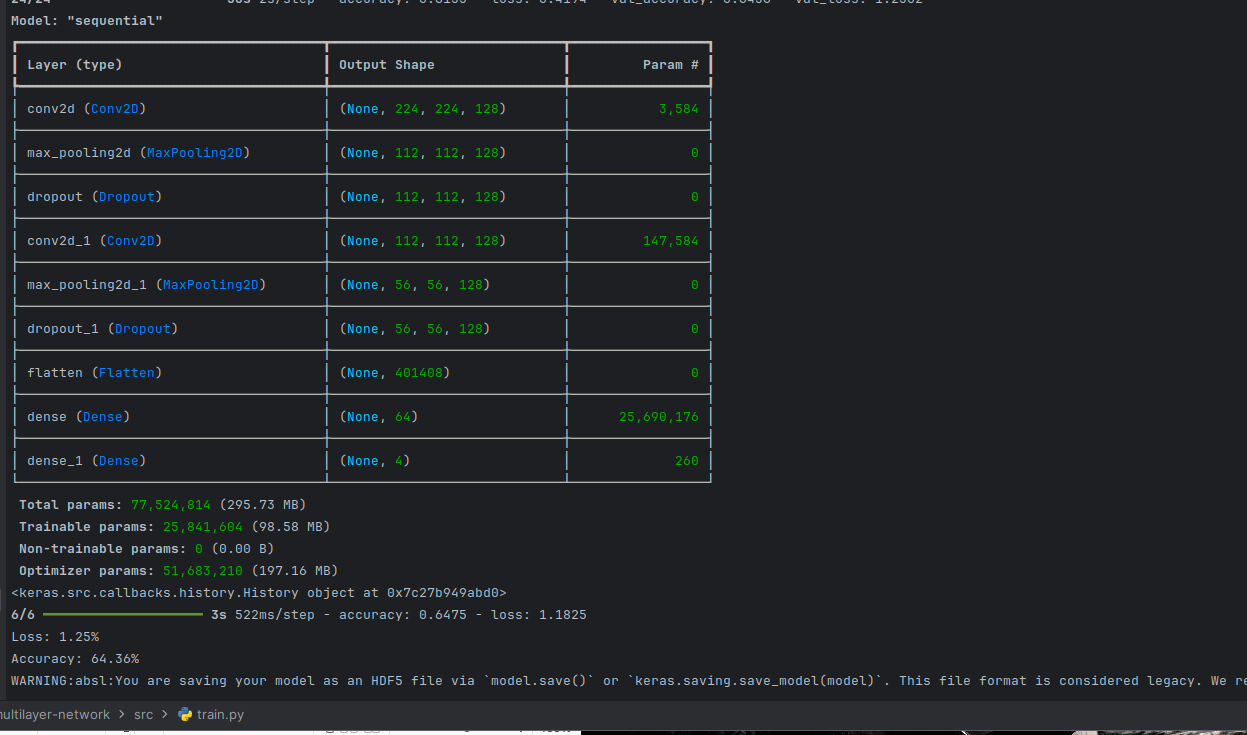 Model: "sequential"
Layer (type) Output Shape Param #
conv2d (Conv2D) (None, 224, 224, 128) 3,584
max_pooling2d (MaxPooling2D) (None, 112, 112, 128) 0
dropout (Dropout) (None, 112, 112, 128) 0
conv2d_1 (Conv2D) (None, 112, 112, 128) 147,584
max_pooling2d_1 (MaxPooling2D) (None, 56, 56, 128) 0
dropout_1 (Dropout) (None, 56, 56, 128) 0
flatten (Flatten) (None, 401408) 0
dense (Dense) (None, 64) 25,690,176
dense_1 (Dense) (None, 4) 260
Total params: 77,524,814 (295.73 MB)
Trainable params: 25,841,604 (98.58 MB)
Non-trainable params: 0 (0.00 B)
Optimizer params: 51,683,210 (197.16 MB)
<keras.src.callbacks.history.History object at 0x7c27b949abd0>
6/6 3s 522ms/step - accuracy: 0.6475 - loss: 1.1825
Loss: 1.25%
Accuracy: 64.36%
WARNING:absl:You are saving your model as an HDF5 file via `model.save()` or `keras.saving.save_model(model)`. This file format is considered legacy. We re
ultilayer-network > src > train.py